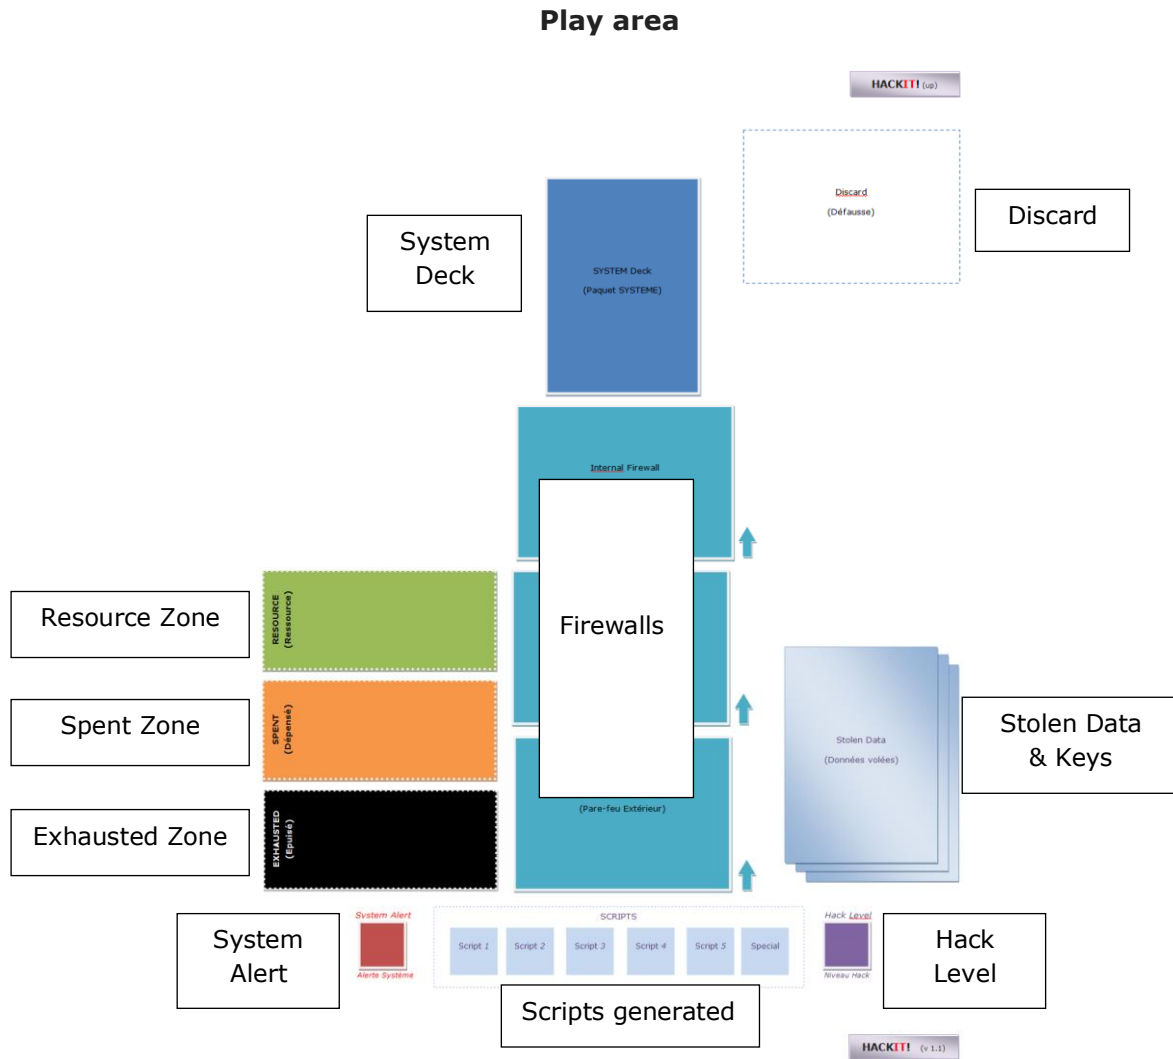 Play area
HACKIT! (up)
Discard
(Défausse)
Discard
System
Deck
SYSTEM Deck
(Paquet SYSTEME)
Internal Firewall
Resource Zone
RESOURCE
(Ressource)
Firewalls
Spent Zone
SPENT
(Dépensé)
Stolen Data
(Données volées)
Stolen Data
& Keys
Exhausted Zone
EXHAUSTED
(Epuisé)
(Pare-feu Extérieur)
System
Alert
System Alert
Alerte Système
SCRIPTS
Script 1
Script 2
Script 3
Script 4
Script 5
Special
Hack Level
Niveau Hack
Hack
Level
Scripts generated
HACKIT! (v 1.1)